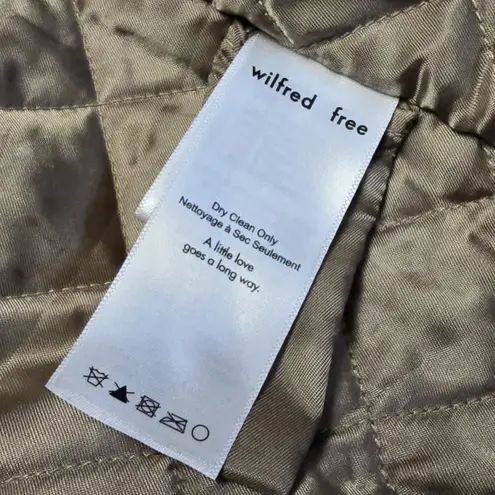 wilfred free
Dry Clean Only
Nettoyage à Sec Seulement
A little love
goes a long way.